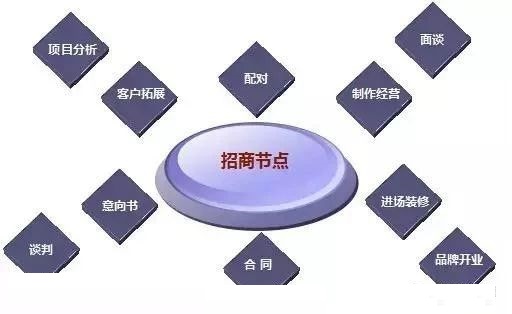 面谈
项目分析
配对
客户拓展
制作经营
招商节点
意向书
进场装修
谈判
合同
品牌开业